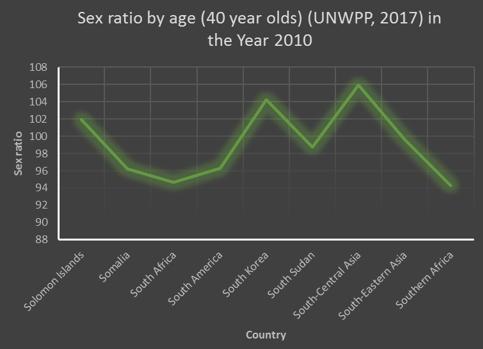 Sex ratio by age (40 year olds) (UNWPP, 2017) in
the Year 2010
108
106
104
102
100
98
96
94
92
90
88
Sex ratio
Solomon Islands
Somalia
South Africa
South America
South Korea
South Sudan
South-Central Asia
South-Eastern Asia
Southern Africa
Country